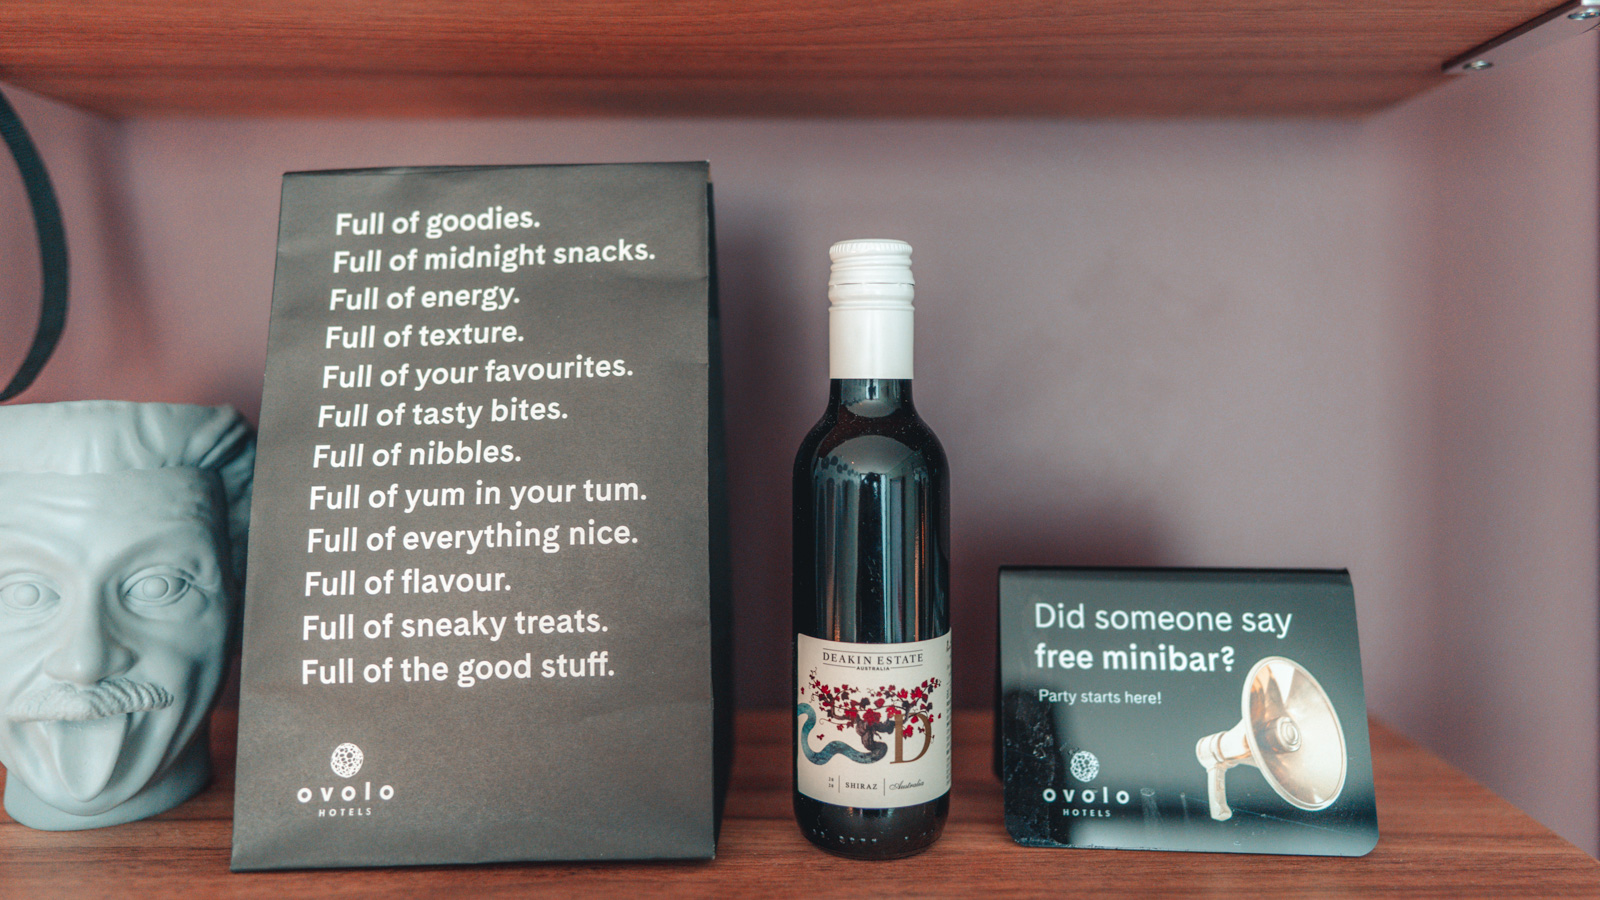 Full of goodies.
Full of midnight snacks.
Full of energy.
Full of texture.
Full of your favourites.
Full of tasty bites.
Full of nibbles.
Full of yum in your tum.
Full of everything nice.
Full of flavour.
Full of sneaky treats.
Full of the good stuff.
ovolo
HOTELS
DEAKIN ESTATE
AUSTRALIA
D
SHIRAZ
Australia
Did someone say
free minibar?
Party starts here!
ovolo
HOTELS